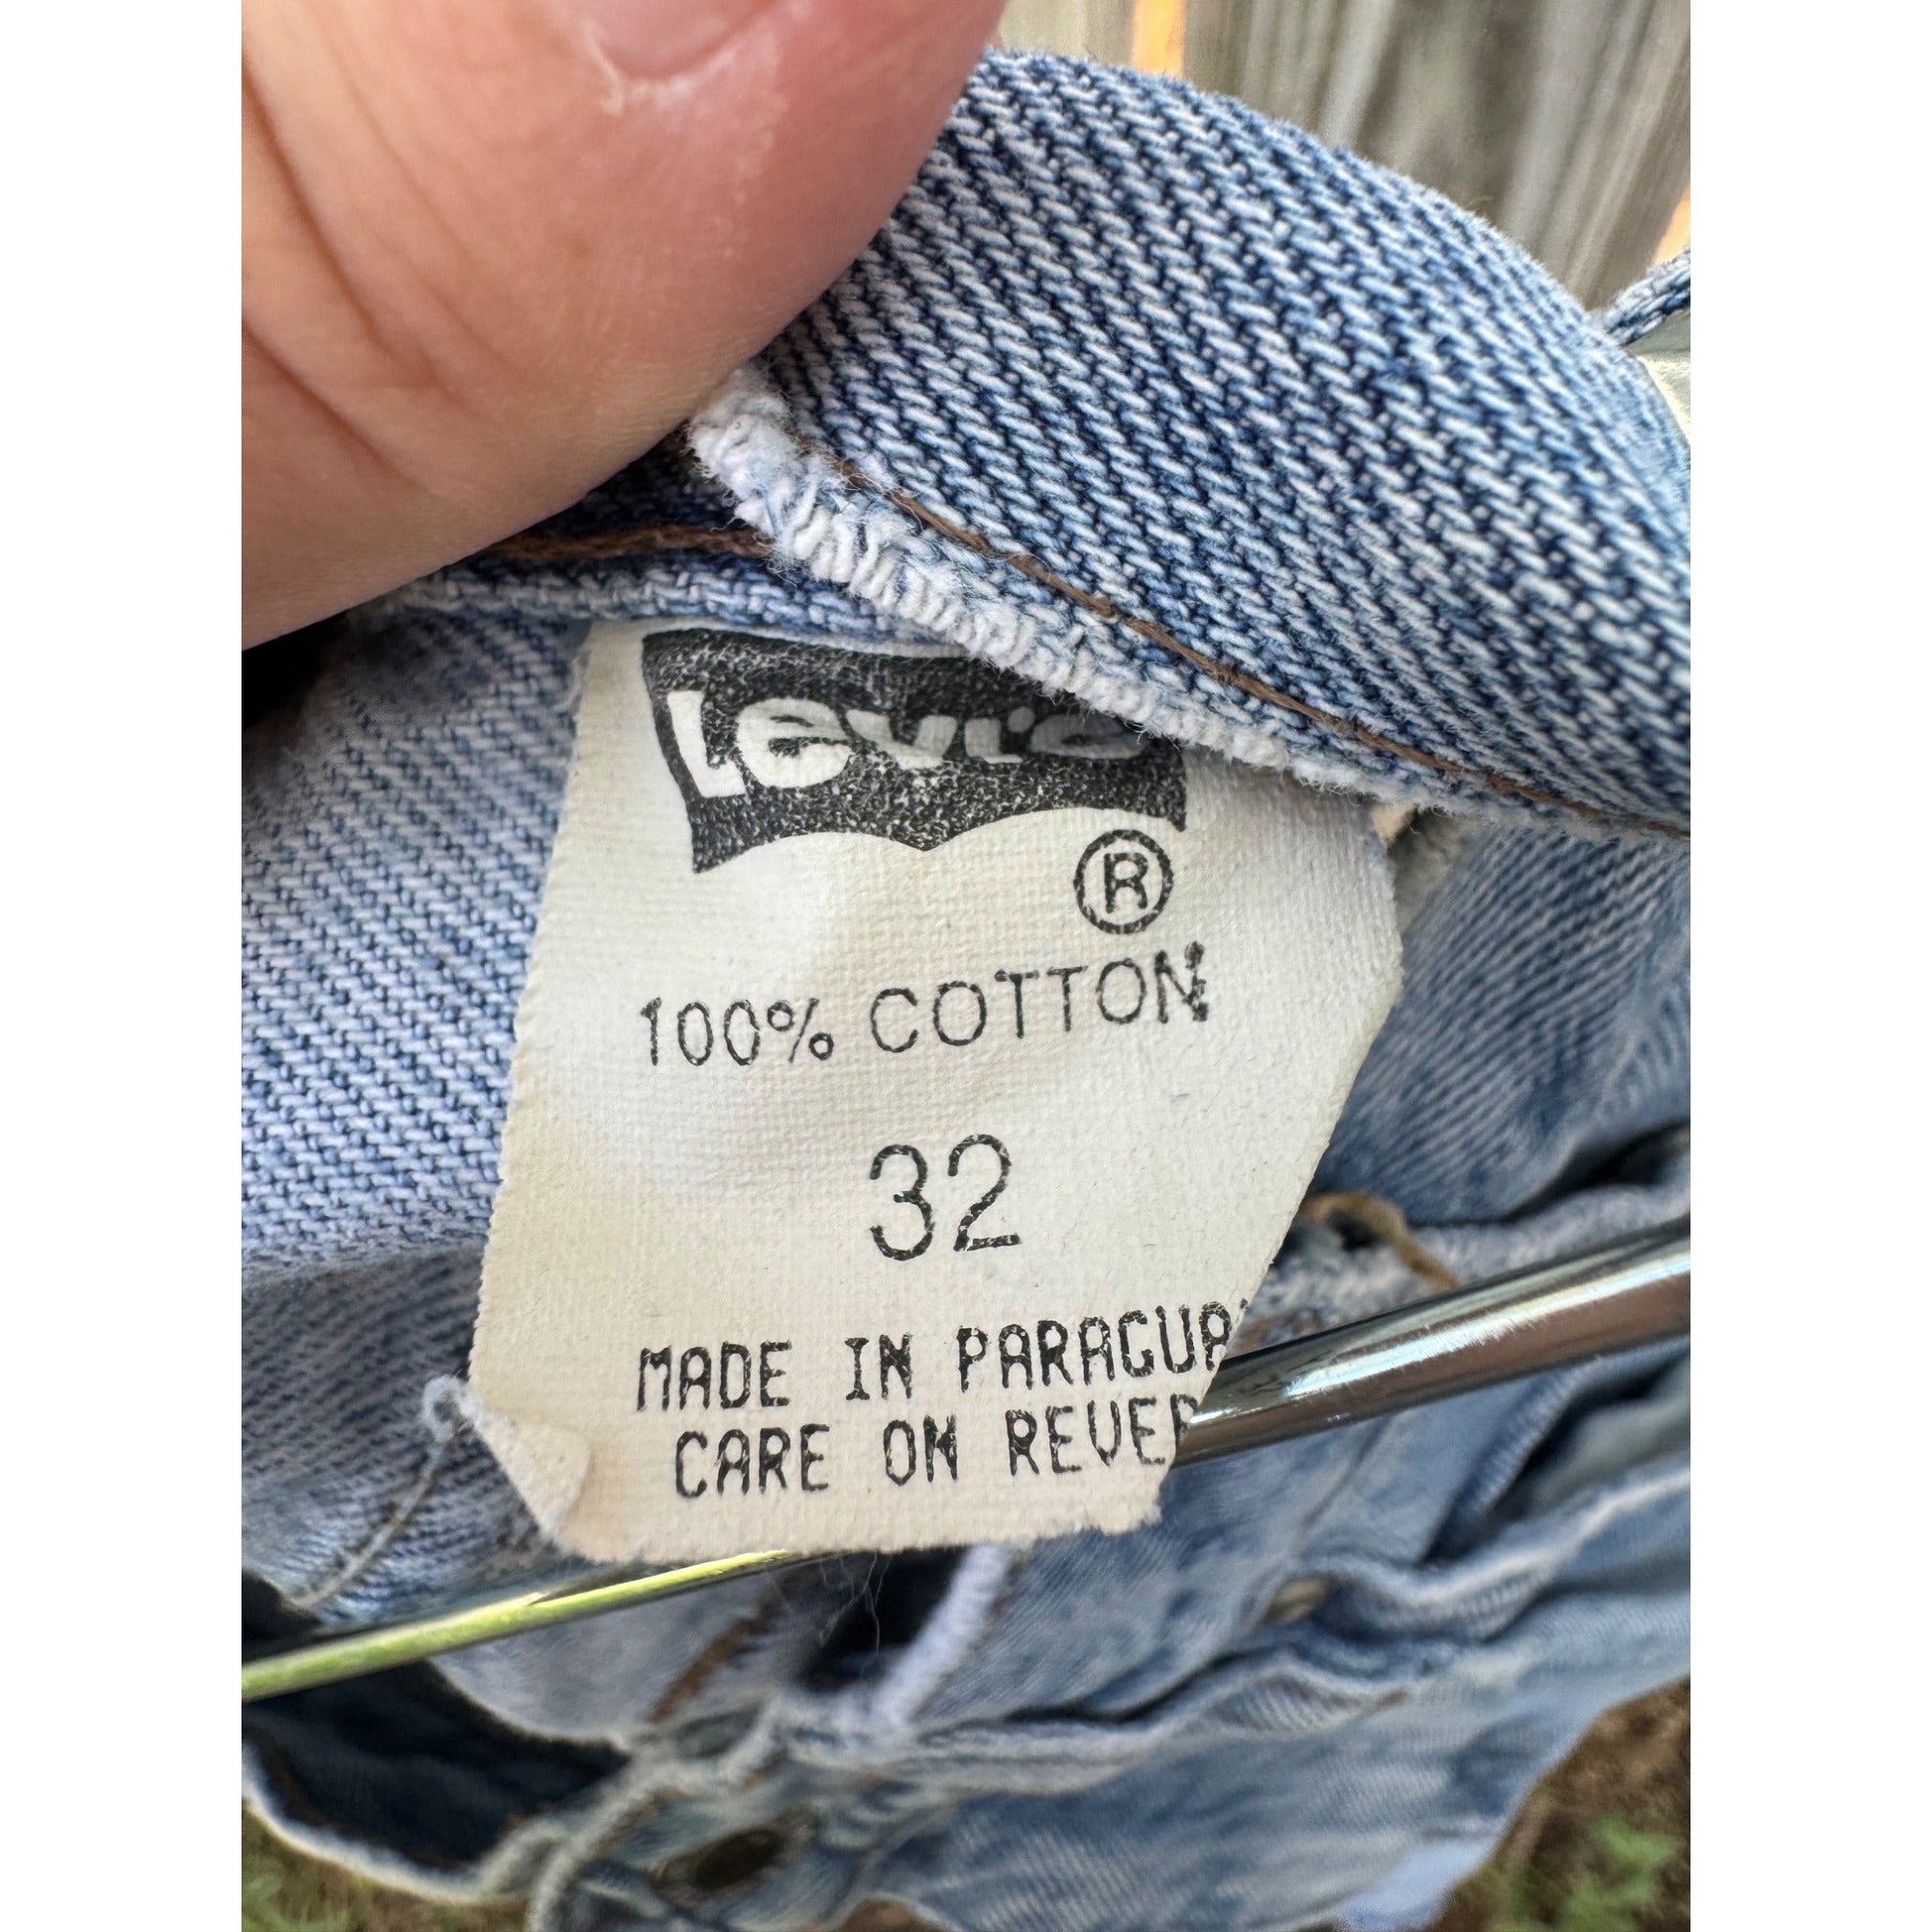 Levi's
®
100% COTTON
32
MADE IN PARAGUA
CARE ON REVER